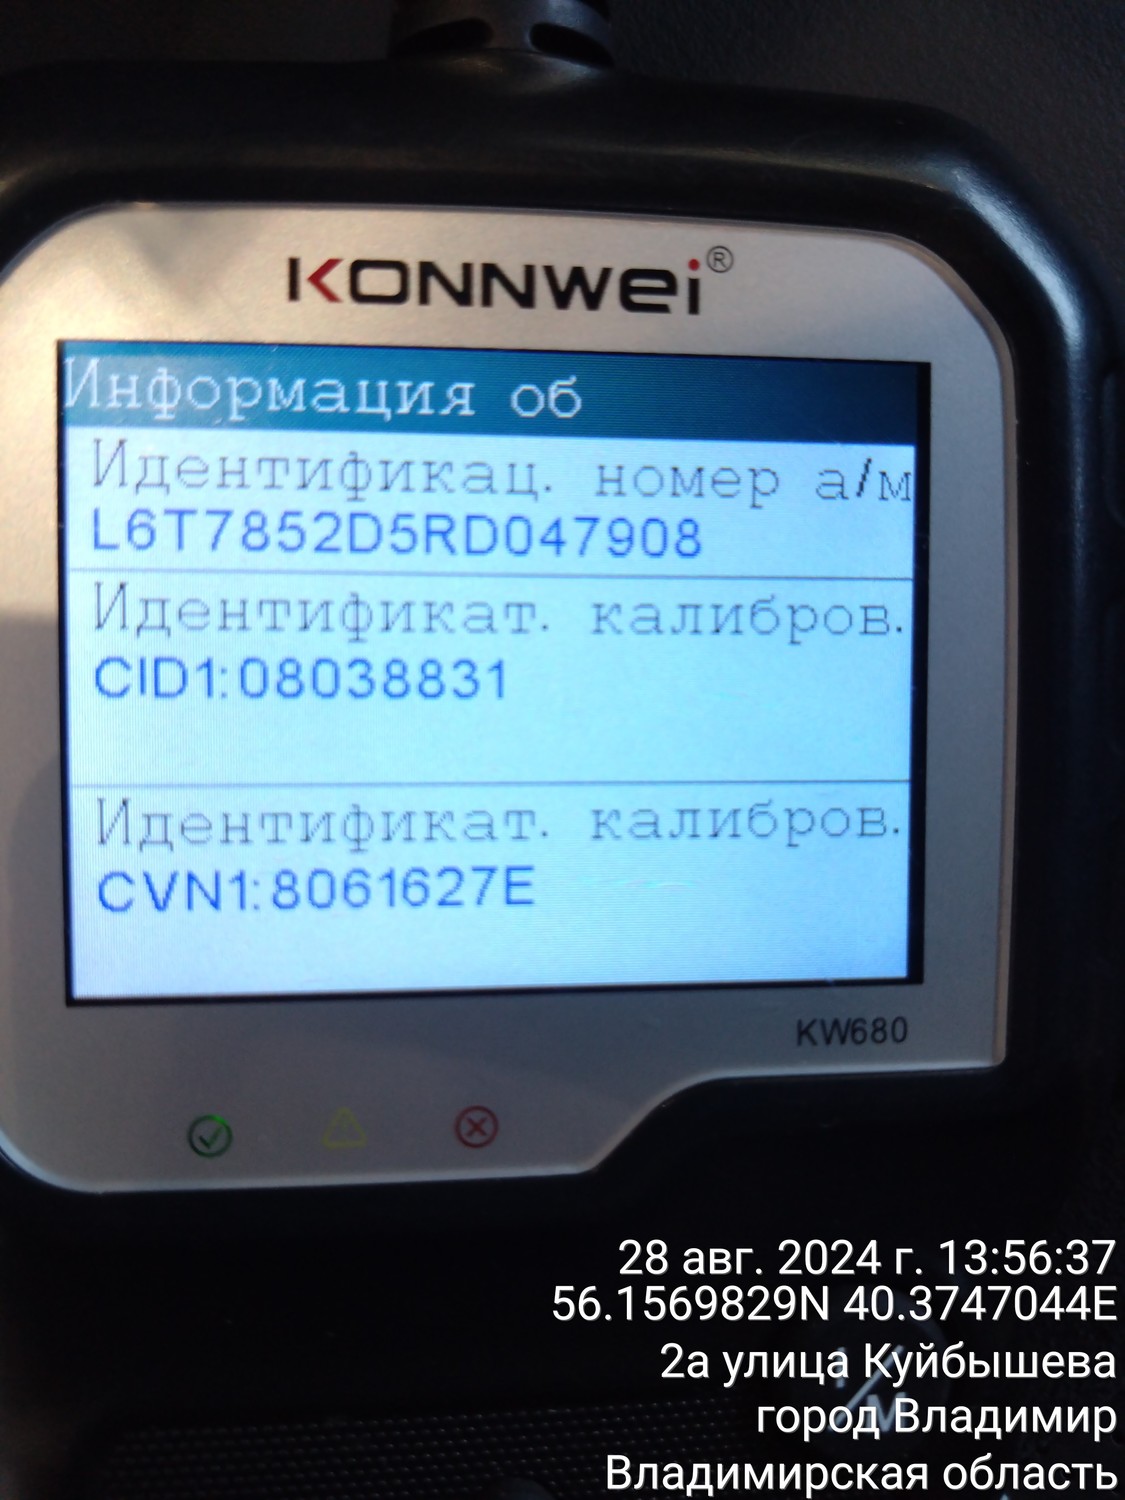 KONNWEI®
Информация об
Идентификац. номер а/м
L6T7852D5RD047908
Идентификат. калибров.
CID1:08038831
Идентификат. калибров.
CVN1:8061627E
KW680
28 авг. 2024 г. 13:56:37
56.1569829N 40.3747044E
2а улица Куйбышева
город Владимир
Владимирская область